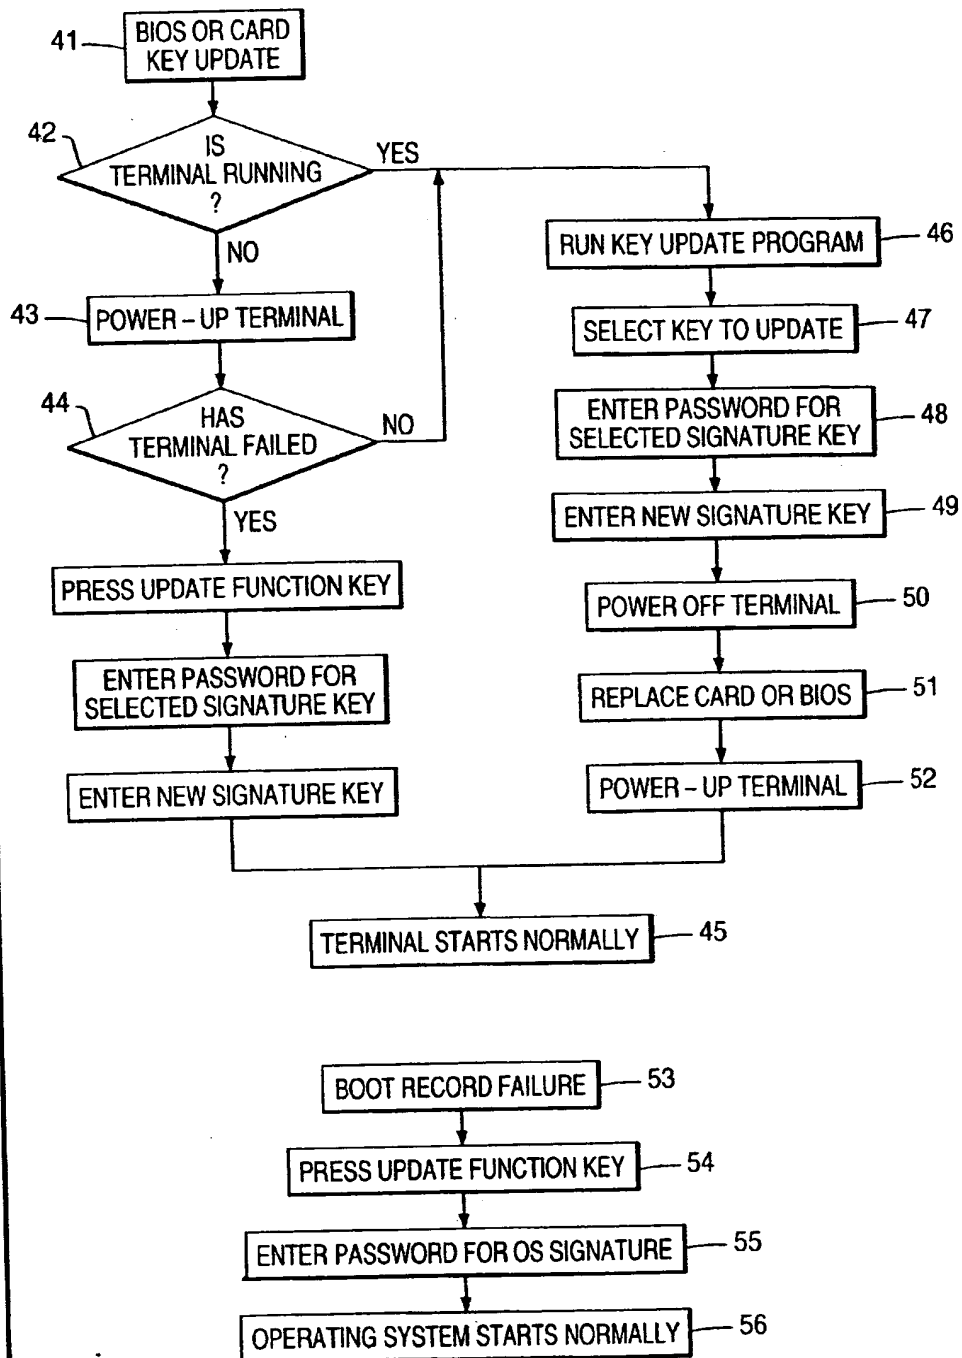 41
BIOS OR CARD
KEY UPDATE
42
IS
TERMINAL RUNNING
?
YES
NO
43
POWER – UP TERMINAL
44
HAS
TERMINAL FAILED
?
NO
YES
PRESS UPDATE FUNCTION KEY
ENTER PASSWORD FOR
SELECTED SIGNATURE KEY
ENTER NEW SIGNATURE KEY
RUN KEY UPDATE PROGRAM
46
SELECT KEY TO UPDATE
47
ENTER PASSWORD FOR
SELECTED SIGNATURE KEY
48
ENTER NEW SIGNATURE KEY
49
POWER OFF TERMINAL
50
REPLACE CARD OR BIOS
51
POWER – UP TERMINAL
52
TERMINAL STARTS NORMALLY
45
BOOT RECORD FAILURE
53
PRESS UPDATE FUNCTION KEY
54
ENTER PASSWORD FOR OS SIGNATURE
55
OPERATING SYSTEM STARTS NORMALLY
56